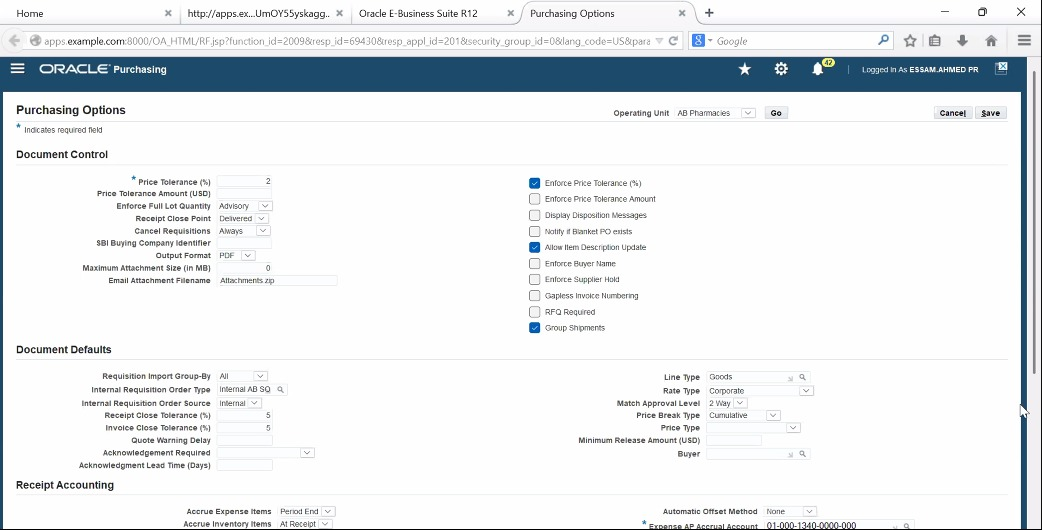 Home
http://apps.ex...UmOY55yskagg..
Oracle E-Business Suite R12
Purchasing Options
apps.example.com:8000/OA_HTML/RF.jsp?function_id=2009&resp_id=69430&resp_appl_id=201&security_group_id=0&lang_code=US&para
Google
ORACLE Purchasing
42
Logged In As ESSAM.AHMED PR
Purchasing Options
Operating Unit AB Pharmacies Go Cancel Save
* Indicates required field
Document Control
* Price Tolerance (%) 2
Price Tolerance Amount (USD)
Enforce Full Lot Quantity Advisory
Receipt Close Point Delivered
Cancel Requisitions Always
SBI Buying Company Identifier
Output Format PDF
Maximum Attachment Size (in MB) 0
Email Attachment Filename Attachments.zip
Enforce Price Tolerance (%)
Enforce Price Tolerance Amount
Display Disposition Messages
Notify if Blanket PO exists
Allow Item Description Update
Enforce Buyer Name
Enforce Supplier Hold
Gapless Invoice Numbering
RFQ Required
Group Shipments
Document Defaults
Requisition Import Group-By All
Internal Requisition Order Type Internal AB SO
Internal Requisition Order Source Internal
Receipt Close Tolerance (%) 5
Invoice Close Tolerance (%) 5
Quote Warning Delay
Acknowledgement Required
Acknowledgment Lead Time (Days)
Line Type Goods
Rate Type Corporate
Match Approval Level 2 Way
Price Break Type Cumulative
Price Type
Minimum Release Amount (USD)
Buyer
Receipt Accounting
Accrue Expense Items Period End
Accrue Inventory Items At Receipt
Automatic Offset Method None
* Expense AP Accrual Account 01-000-1340-0000-000